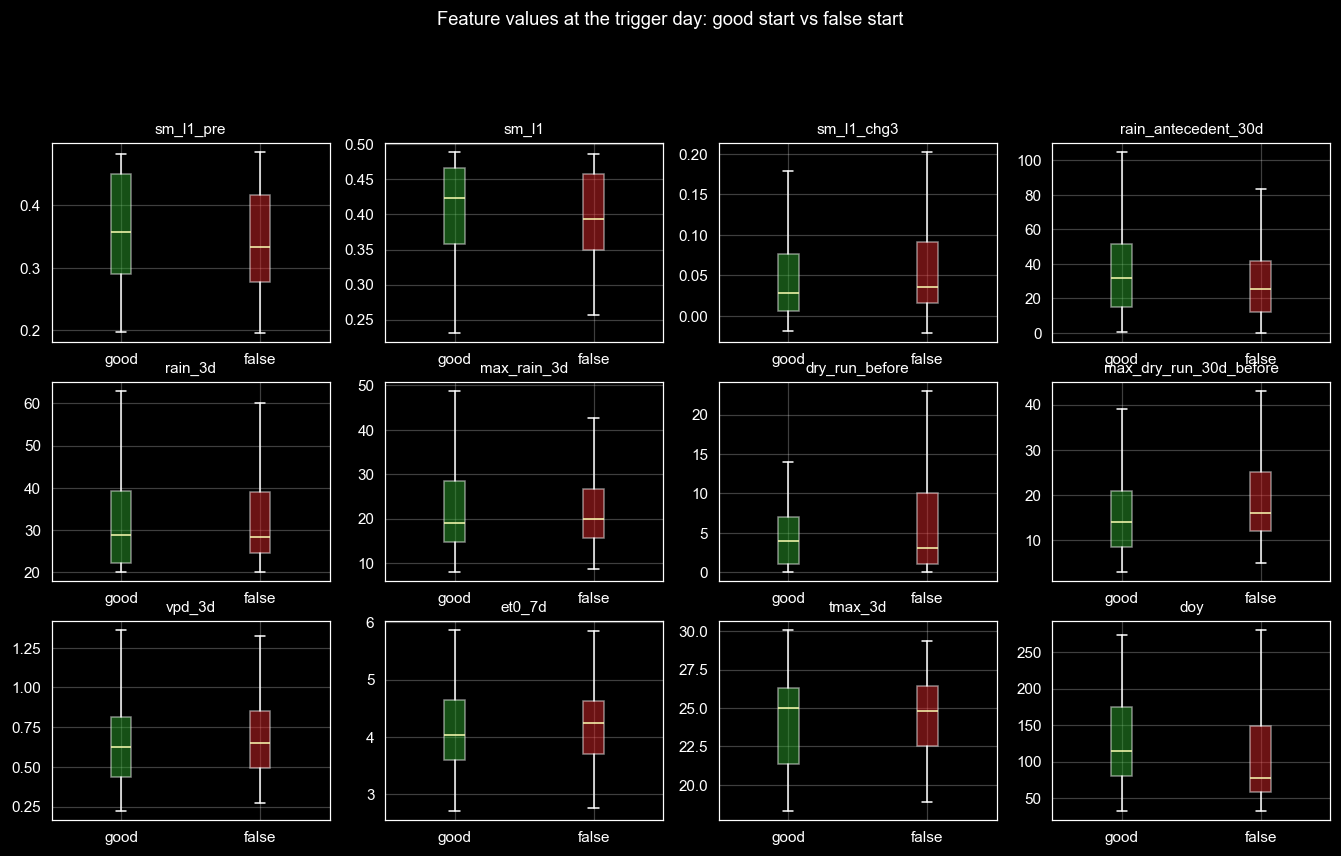 Feature values at the trigger day: good start vs false start
sm_l1_pre
sm_l1
sm_l1_chg3
rain_antecedent_30d
0.4
0.3
0.2
good
false
0.50
0.45
0.40
0.35
0.30
0.25
good
false
0.20
0.15
0.10
0.05
0.00
good
false
100
80
60
40
20
0
good
false
rain_3d
max_rain_3d
dry_run_before
max_dry_run_30d_before
60
50
40
30
20
good
false
50
40
30
20
10
good
false
20
15
10
5
0
good
false
40
30
20
10
good
false
vpd_3d
et0_7d
tmax_3d
doy
1.25
1.00
0.75
0.50
0.25
good
false
6
5
4
3
good
false
30.0
27.5
25.0
22.5
20.0
good
false
250
200
150
100
50
good
false